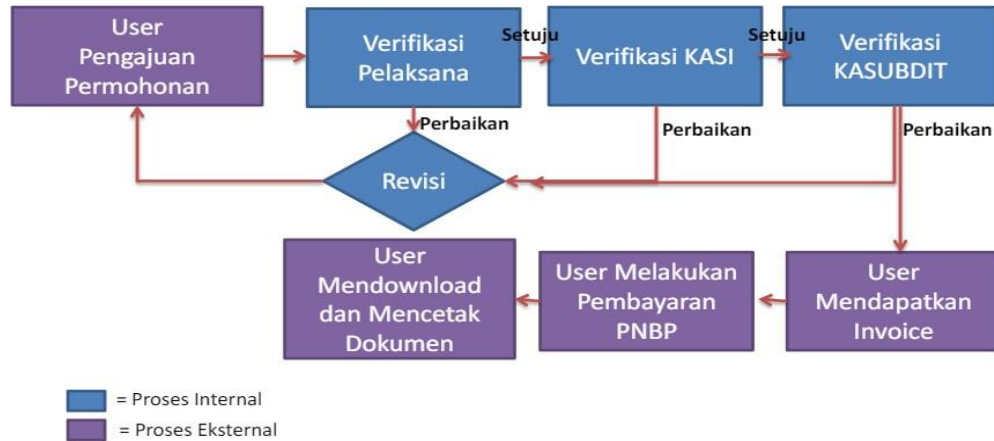 User
Pengajuan
Permohonan
Verifikasi
Pelaksana
Setuju
Verifikasi KASI
Setuju
Verifikasi
KASUBDIT
Perbaikan
Perbaikan
Perbaikan
Revisi
User
Mendownload
dan Mencetak
Dokumen
User Melakukan
Pembayaran
PNBP
User
Mendapatkan
Invoice
= Proses Internal
= Proses Eksternal